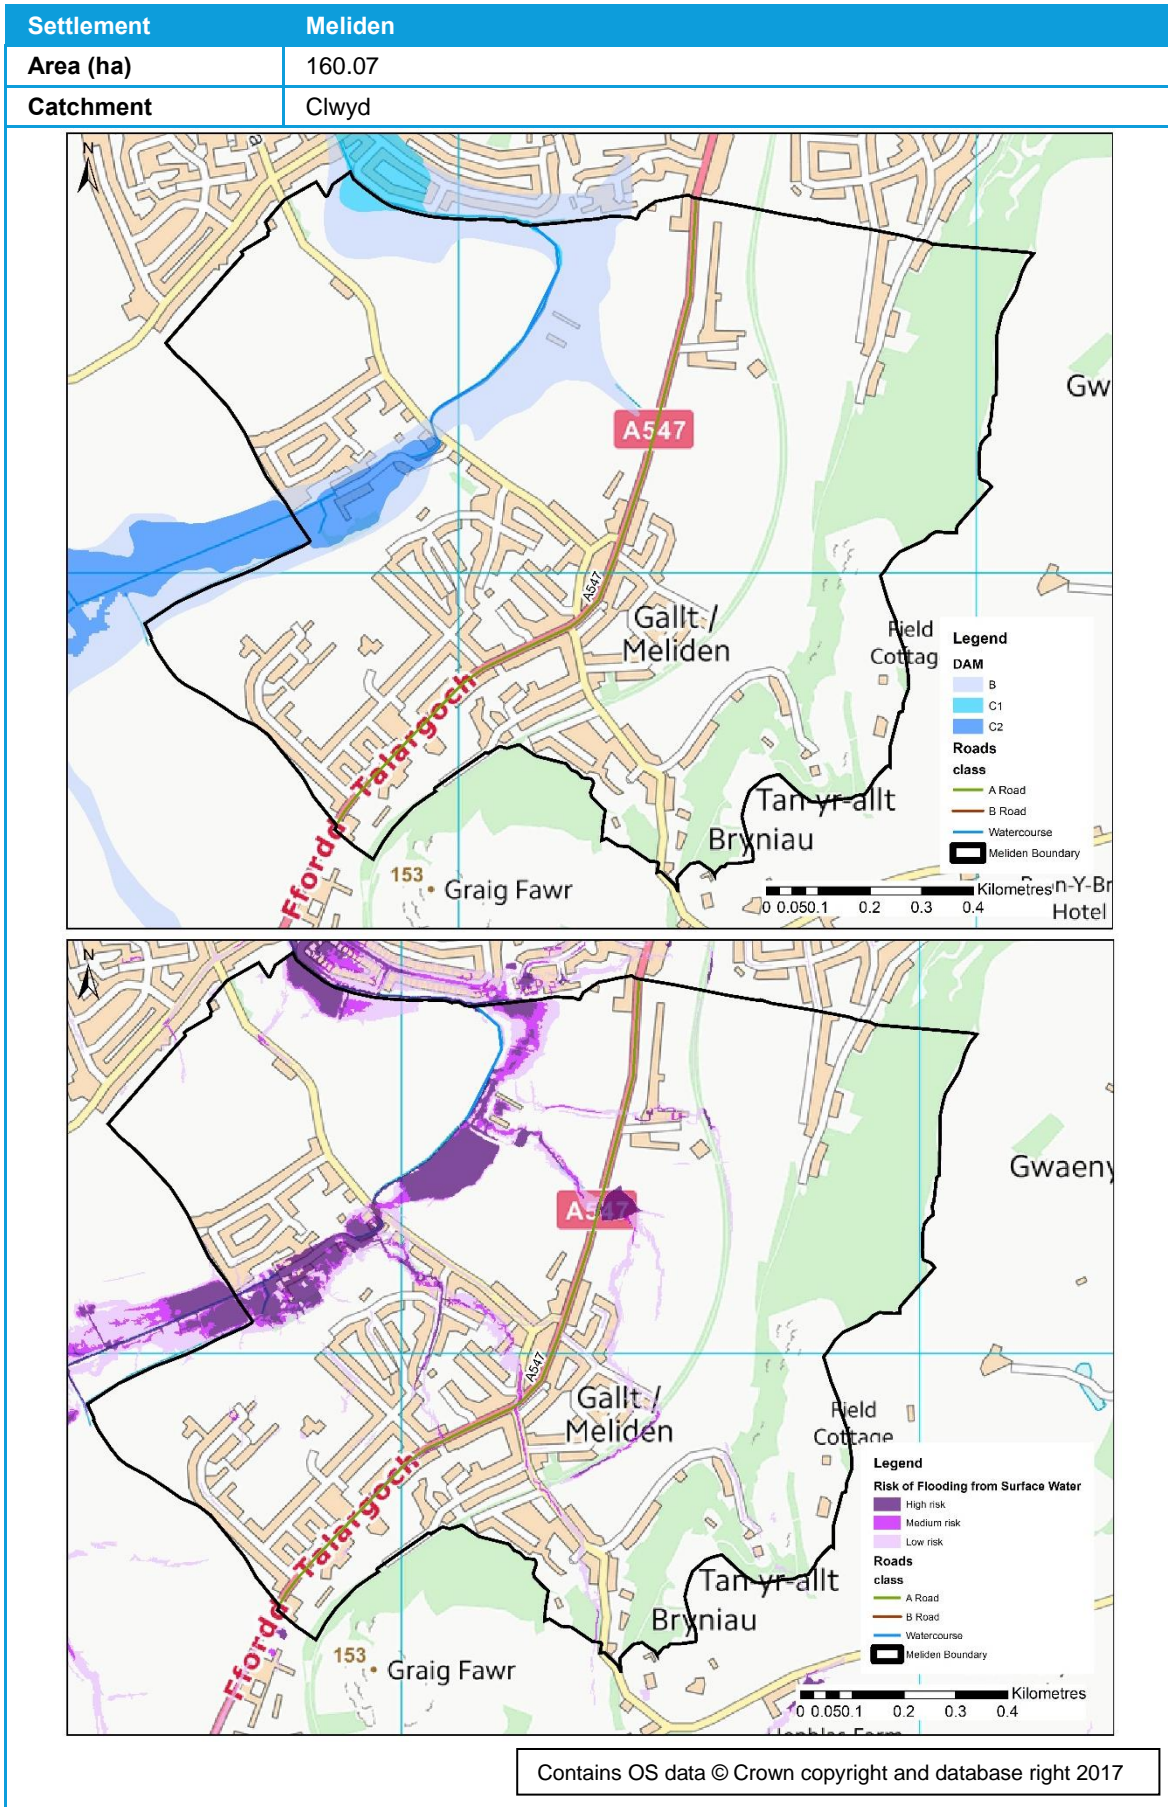 Settlement Meliden
Area (ha) 160.07
Catchment Clwyd
N
a
Gw
A547
A547
Gallt /
Meliden
Field
Cottag
Ffordd Talargoch
Tan-yr-allt
Bryniau
153
Graig Fawr
Legend
DAM
B
C1
C2
Roads
class
A Road
B Road
Watercourse
Meliden Boundary
Kilometres
0 0.05 0.1 0.2 0.3 0.4
n-Y-Br
Hotel
N
Gwaeny
A547
A547
Gallt /
Meliden
Field
Cottage
Ffordd Talargoch
Tan-yr-allt
Bryniau
153
Graig Fawr
Legend
Risk of Flooding from Surface Water
High risk
Medium risk
Low risk
Roads
class
A Road
B Road
Watercourse
Meliden Boundary
Kilometres
0 0.05 0.1 0.2 0.3 0.4
Contains OS data © Crown copyright and database right 2017